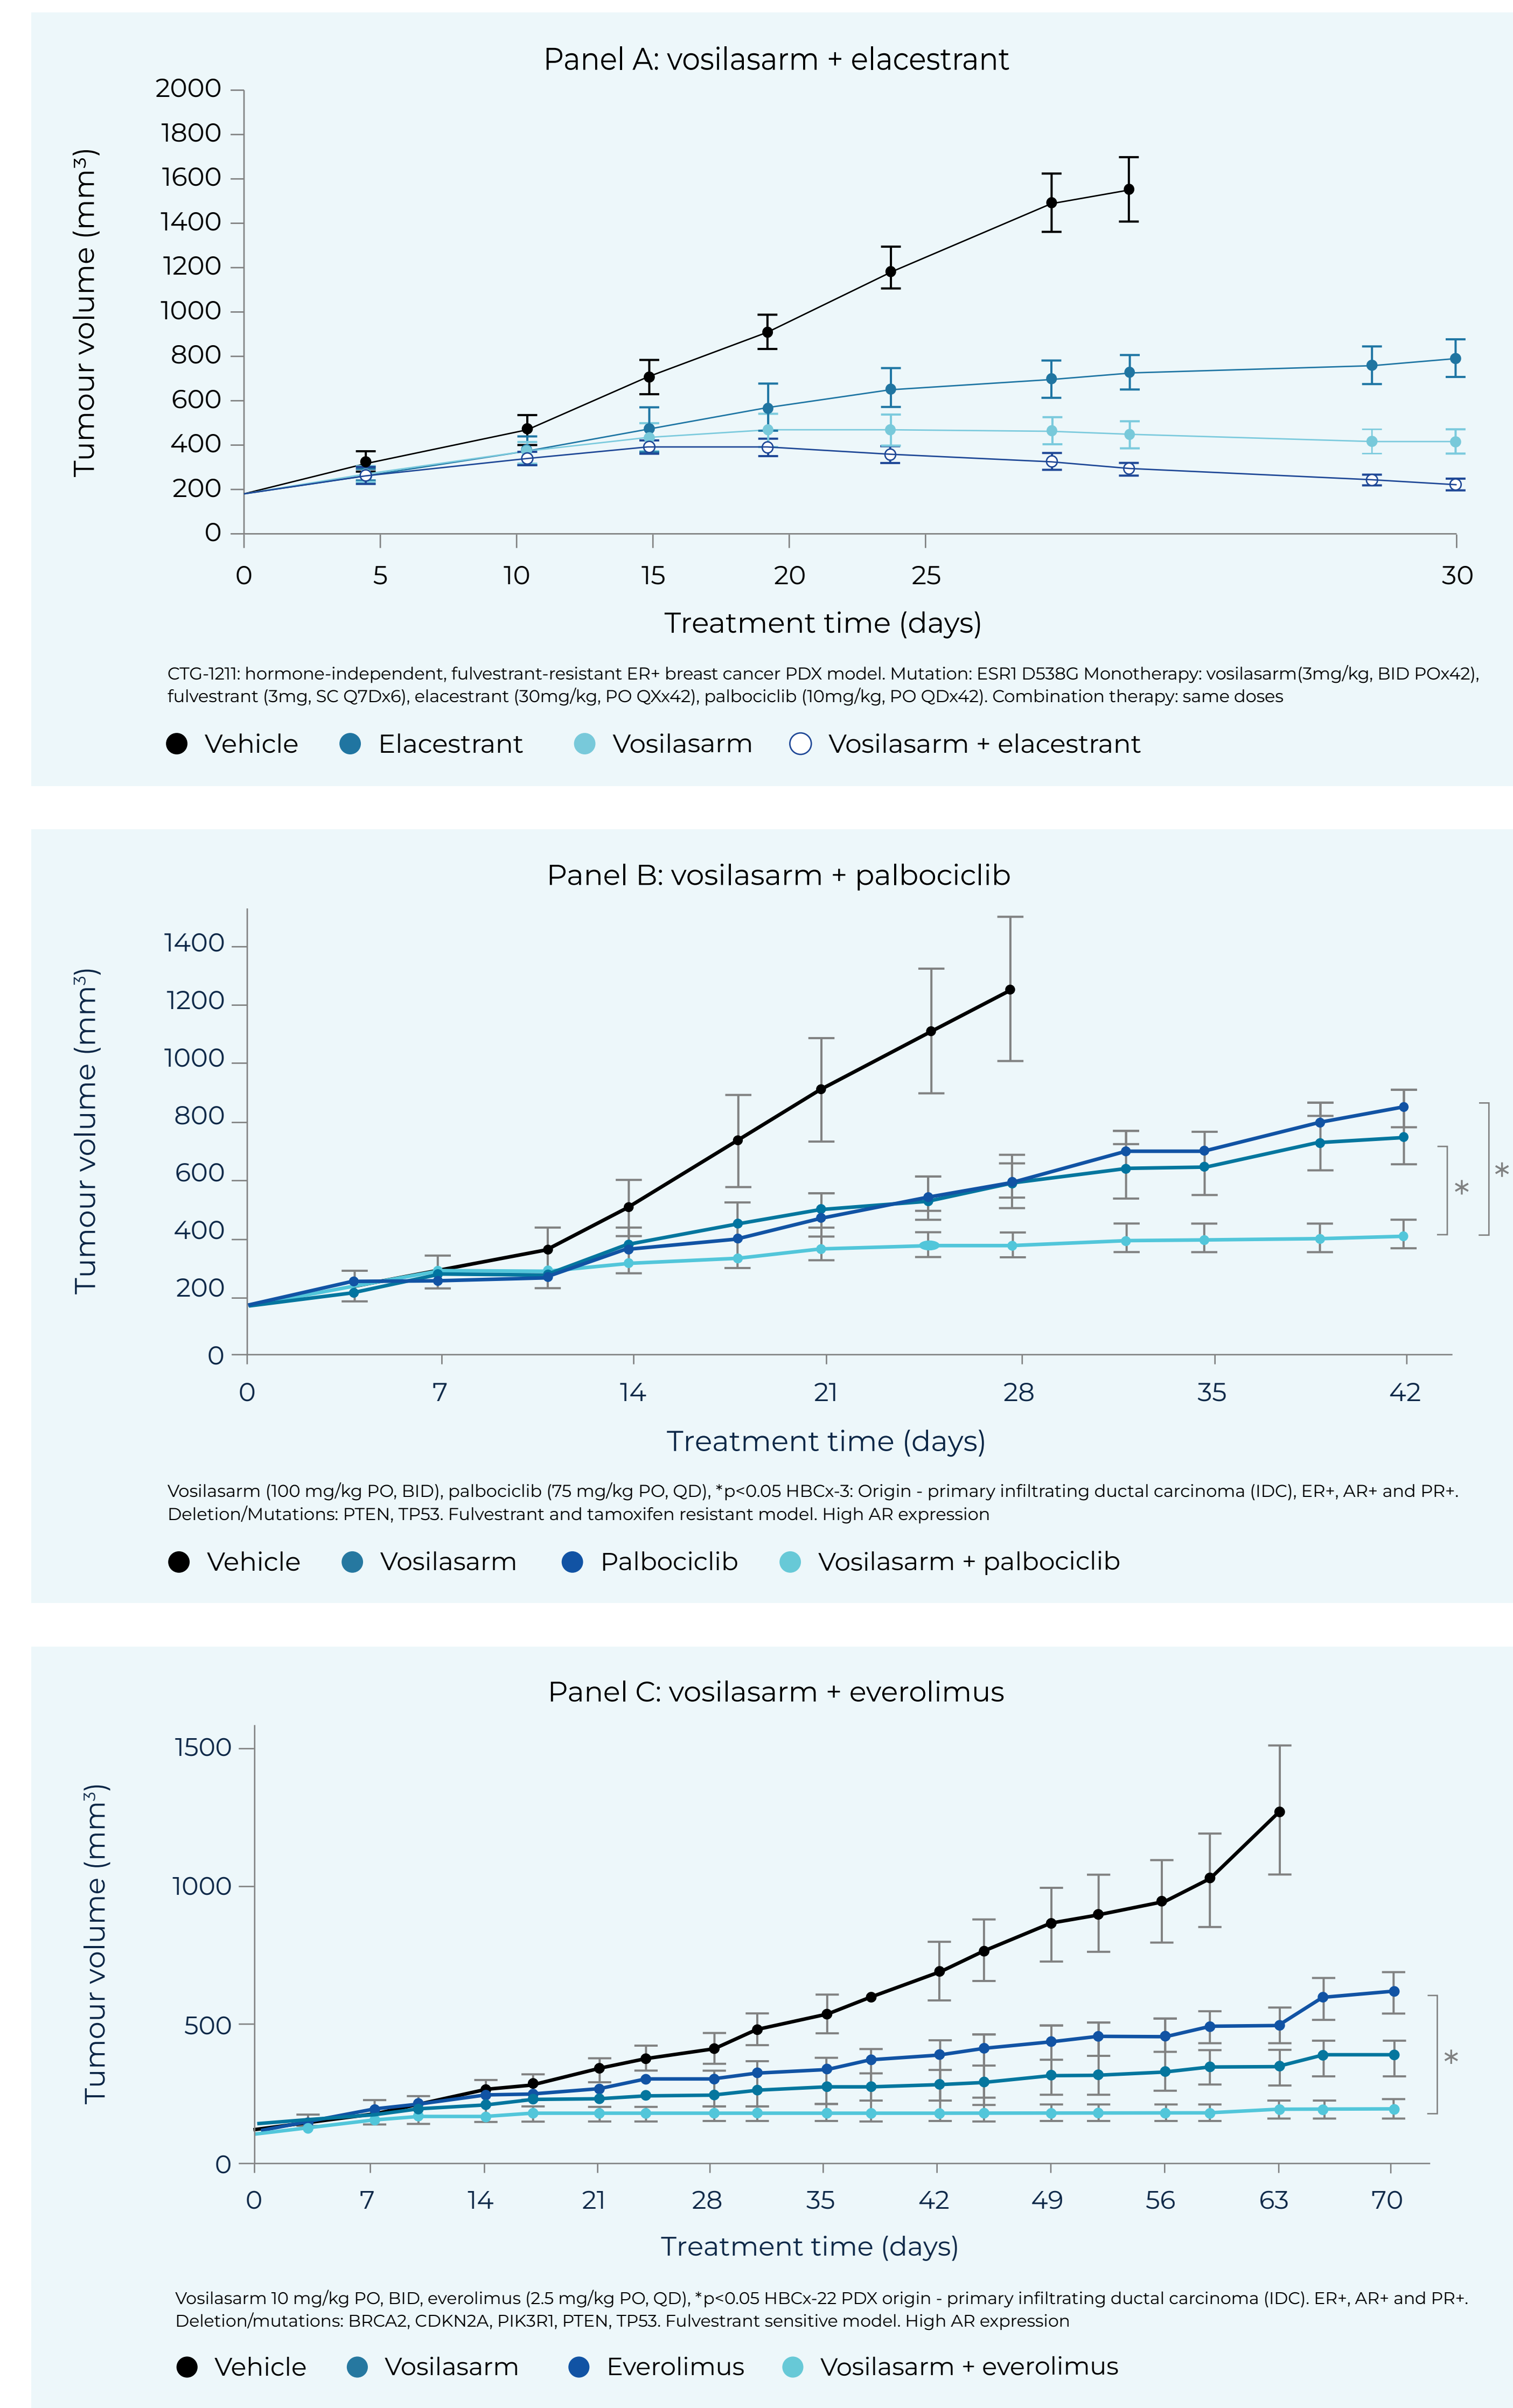 Panel A: vosilasarm + elacestrant
Tumour volume (mm³)
2000
1800
1600
1400
1200
1000
800
600
400
200
0
0 5 10 15 20 25 30
Treatment time (days)
CTG-1211: hormone-independent, fulvestrant-resistant ER+ breast cancer PDX model. Mutation: ESR1 D538G Monotherapy: vosilasarm(3mg/kg, BID POx42),
fulvestrant (3mg, SC Q7Dx6), elacestrant (30mg/kg, PO QXx42), palbociclib (10mg/kg, PO QDx42). Combination therapy: same doses
Vehicle Elacestrant Vosilasarm Vosilasarm + elacestrant
Panel B: vosilasarm + palbociclib
Tumour volume (mm³)
1400
1200
1000
800
600
400
200
0
* *
0 7 14 21 28 35 42
Treatment time (days)
Vosilasarm (100 mg/kg PO, BID), palbociclib (75 mg/kg PO, QD), *p<0.05 HBCx-3: Origin - primary infiltrating ductal carcinoma (IDC), ER+, AR+ and PR+.
Deletion/Mutations: PTEN, TP53. Fulvestrant and tamoxifen resistant model. High AR expression
Vehicle Vosilasarm Palbociclib Vosilasarm + palbociclib
Panel C: vosilasarm + everolimus
Tumour volume (mm³)
1500
1000
500
0
*
0 7 14 21 28 35 42 49 56 63 70
Treatment time (days)
Vosilasarm 10 mg/kg PO, BID, everolimus (2.5 mg/kg PO, QD), *p<0.05 HBCx-22 PDX origin - primary infiltrating ductal carcinoma (IDC). ER+, AR+ and PR+.
Deletion/mutations: BRCA2, CDKN2A, PIK3R1, PTEN, TP53. Fulvestrant sensitive model. High AR expression
Vehicle Vosilasarm Everolimus Vosilasarm + everolimus